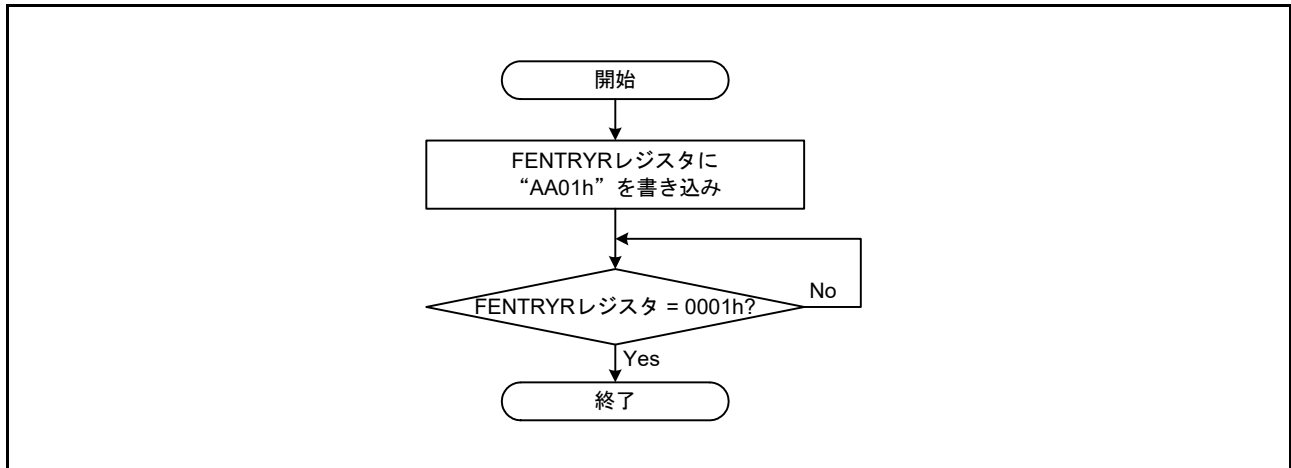 開始
FENTRYRレジスタに
“AA01h”を書き込み
FENTRYRレジスタ = 0001h?
No
Yes
終了